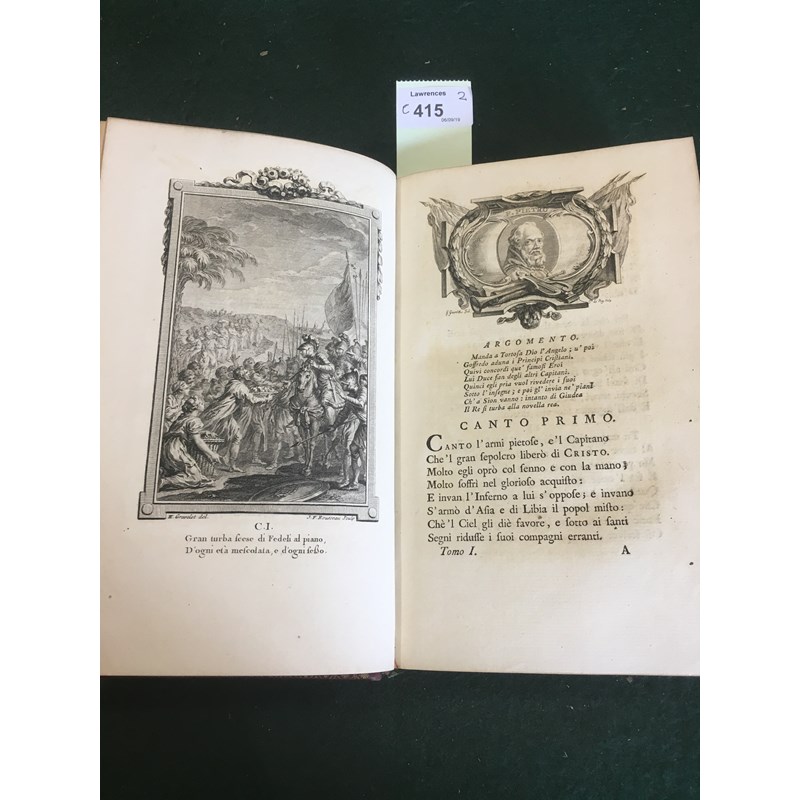 Lawrences
C 415 2
C.I.
Gran turba scese di Fedeli al piano,
D'ogni età mescolata, e d'ogni sesso.
H. Gravelot del.
PIETRO
ARGOMENTO.
Manda a Tortosa Dio l'Angelo; u' poi
Goffredo aduna i Principi Cristiani.
Quivi concordi que' famosi Eroi
Lui Duce fan degli altri Capitani.
Quinci egli pria vuol rivedere i suoi
Sotto l'insegne; e poi gl' invia ne' piani
Ch' a Sion vanno: intanto di Giudea
Il Re si turba alla novella rea.
CANTO PRIMO.
CANTO l'armi pietose, e'l Capitano
Che'l gran sepolcro liberò di CRISTO.
Molto egli oprò col senno e con la mano;
Molto soffrì nel glorioso acquisto:
E invan l'Inferno a lui s'oppose; e invano
S'armò d'Asia e di Libia il popol misto:
Chè'l Ciel gli diè favore, e sotto ai santi
Segni ridusse i suoi compagni erranti.
Tomo I. A